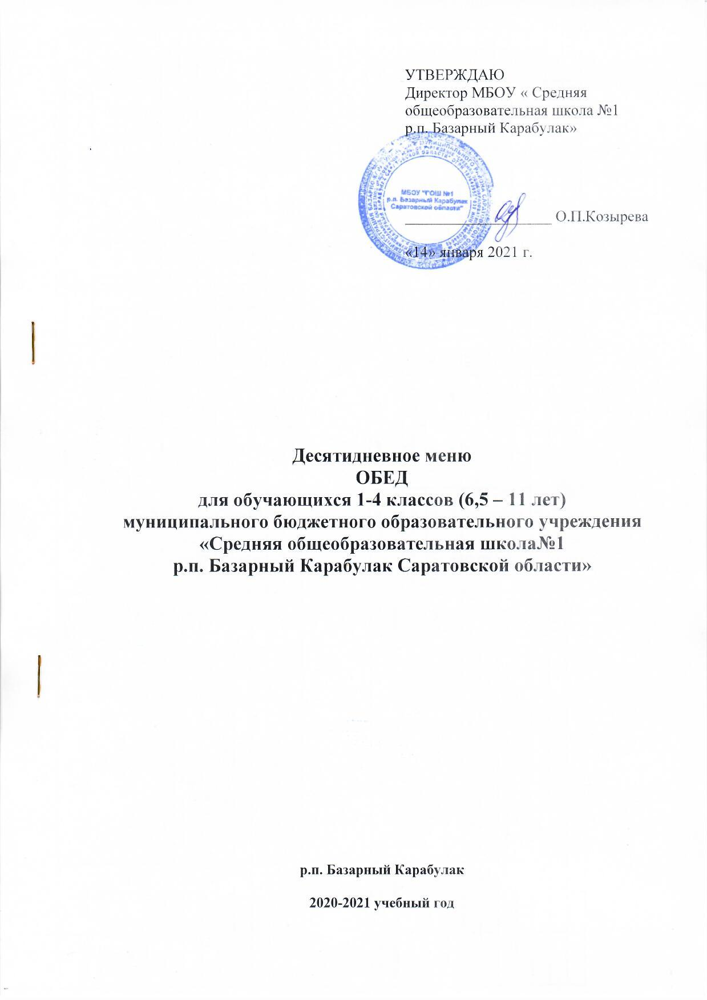 УТВЕРЖДАЮ
Директор МБОУ « Средняя
общеобразовательная школа №1
р.п. Базарный Карабулак»
МБОУ "СОШ №1
р.п. Базарный Карабулак
Саратовской области"
О.П.Козырева
«14» января 2021 г.
Десятидневное меню
ОБЕД
для обучающихся 1-4 классов (6,5 – 11 лет)
муниципального бюджетного образовательного учреждения
«Средняя общеобразовательная школа№1
р.п. Базарный Карабулак Саратовской области»
р.п. Базарный Карабулак
2020-2021 учебный год